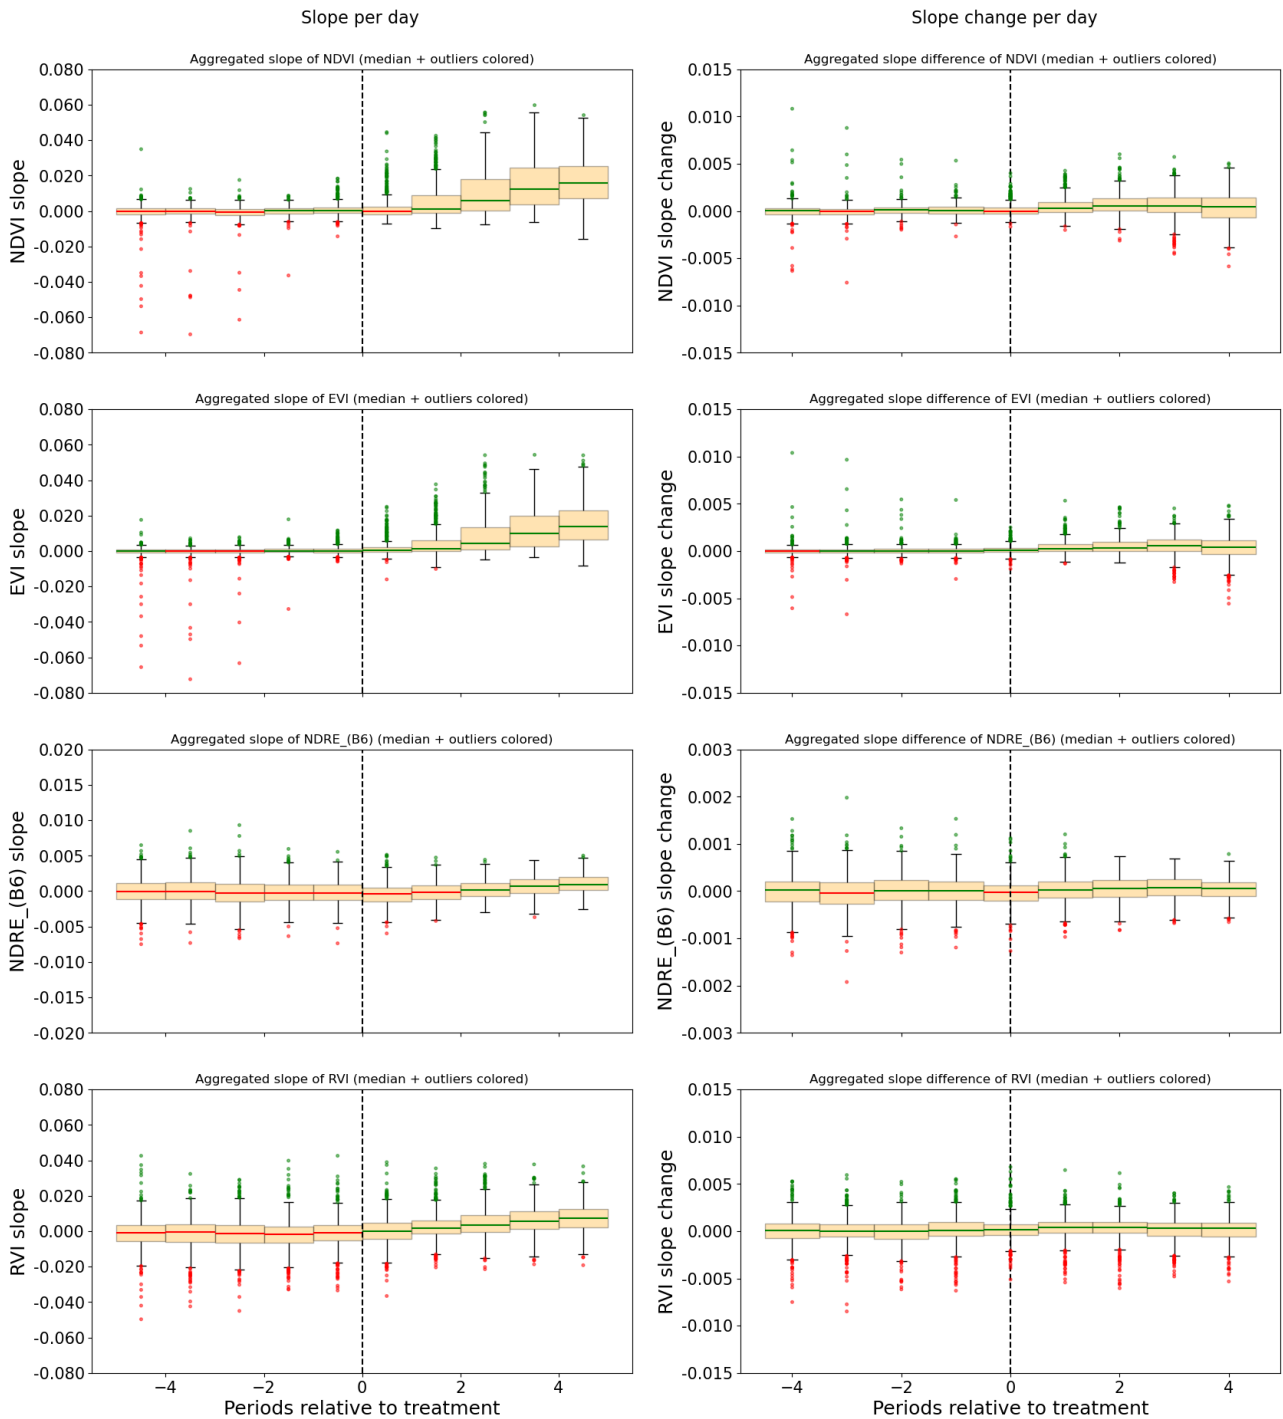 Slope per day
Slope change per day
Aggregated slope of NDVI (median + outliers colored)
0.080
0.060
0.040
0.020
0.000
-0.020
-0.040
-0.060
-0.080
NDVI slope
Aggregated slope difference of NDVI (median + outliers colored)
0.015
0.010
0.005
0.000
-0.005
-0.010
-0.015
NDVI slope change
Aggregated slope of EVI (median + outliers colored)
0.080
0.060
0.040
0.020
0.000
-0.020
-0.040
-0.060
-0.080
EVI slope
Aggregated slope difference of EVI (median + outliers colored)
0.015
0.010
0.005
0.000
-0.005
-0.010
-0.015
EVI slope change
Aggregated slope of NDRE_(B6) (median + outliers colored)
0.020
0.015
0.010
0.005
0.000
-0.005
-0.010
-0.015
-0.020
NDRE_(B6) slope
Aggregated slope difference of NDRE_(B6) (median + outliers colored)
0.003
0.002
0.001
0.000
-0.001
-0.002
-0.003
NDRE_(B6) slope change
Aggregated slope of RVI (median + outliers colored)
0.080
0.060
0.040
0.020
0.000
-0.020
-0.040
-0.060
-0.080
RVI slope
−4 −2 0 2 4
Periods relative to treatment
Aggregated slope difference of RVI (median + outliers colored)
0.015
0.010
0.005
0.000
-0.005
-0.010
-0.015
RVI slope change
−4 −2 0 2 4
Periods relative to treatment